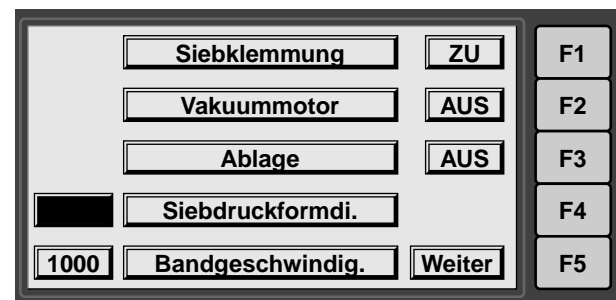 Siebklemmung ZU F1
Vakuummotor AUS F2
Ablage AUS F3
Siebdruckformdi. F4
1000 Bandgeschwindig. Weiter F5